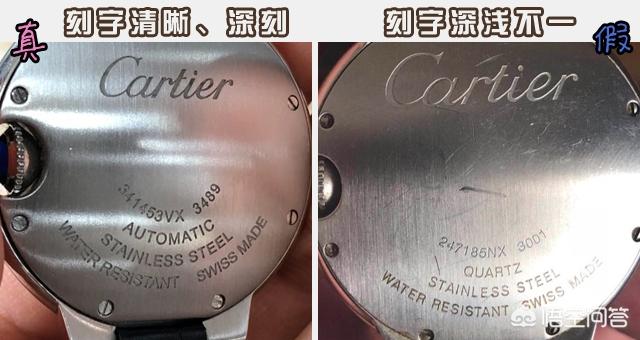 刻字清晰、深刻
刻字深浅不一
真
假
Cartier
341453VX 3489
AUTOMATIC
STAINLESS STEEL
WATER RESISTANT SWISS MADE
Cartier
247185NX 3001
QUARTZ
STAINLESS STEEL
WATER RESISTANT SWISS MADE
悟空问答